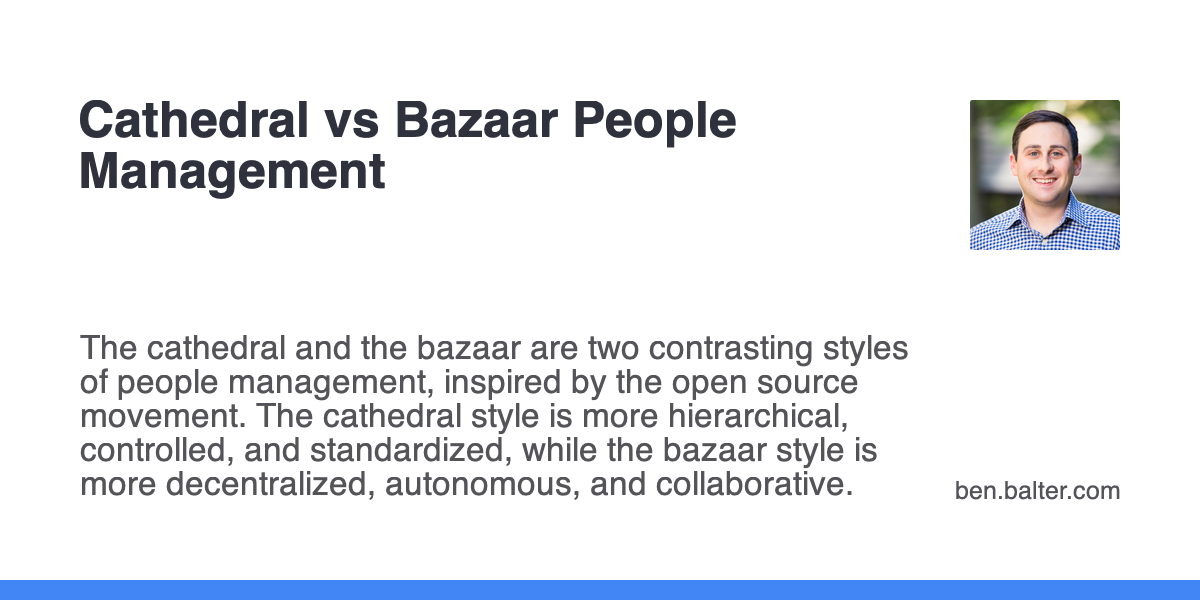 Cathedral vs Bazaar People
Management
The cathedral and the bazaar are two contrasting styles
of people management, inspired by the open source
movement. The cathedral style is more hierarchical,
controlled, and standardized, while the bazaar style is
more decentralized, autonomous, and collaborative.
ben.balter.com